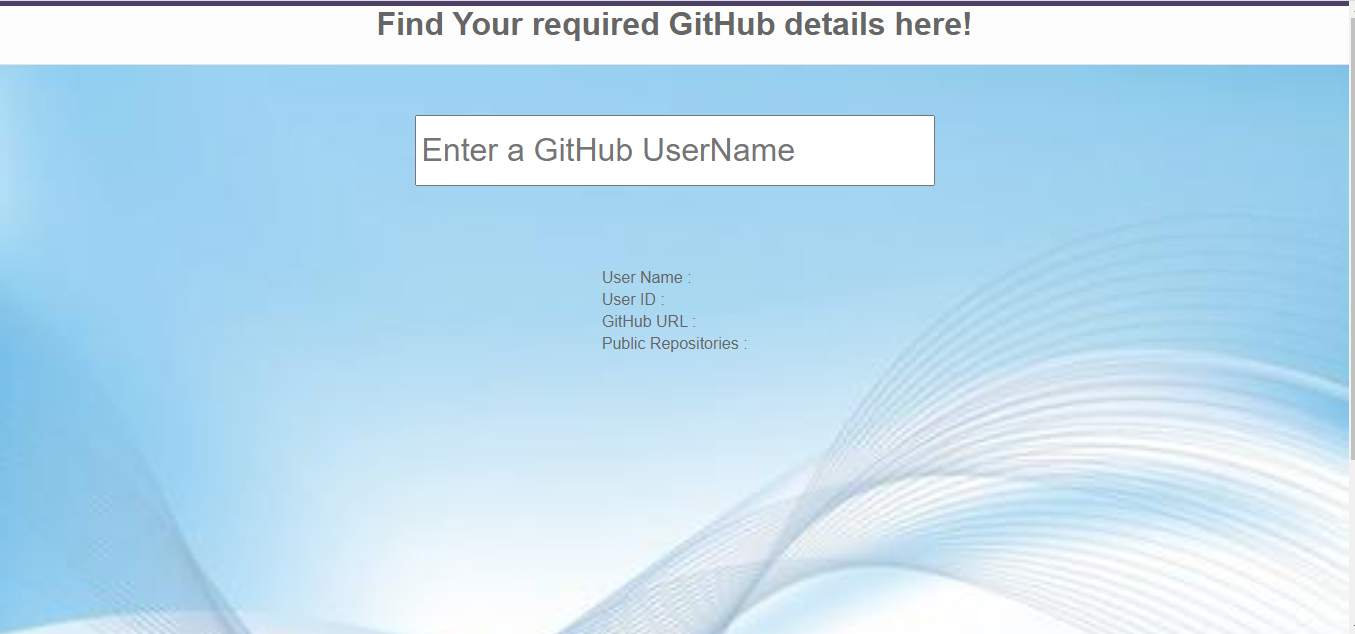 Find Your required GitHub details here!
Enter a GitHub UserName
User Name :
User ID :
GitHub URL :
Public Repositories :